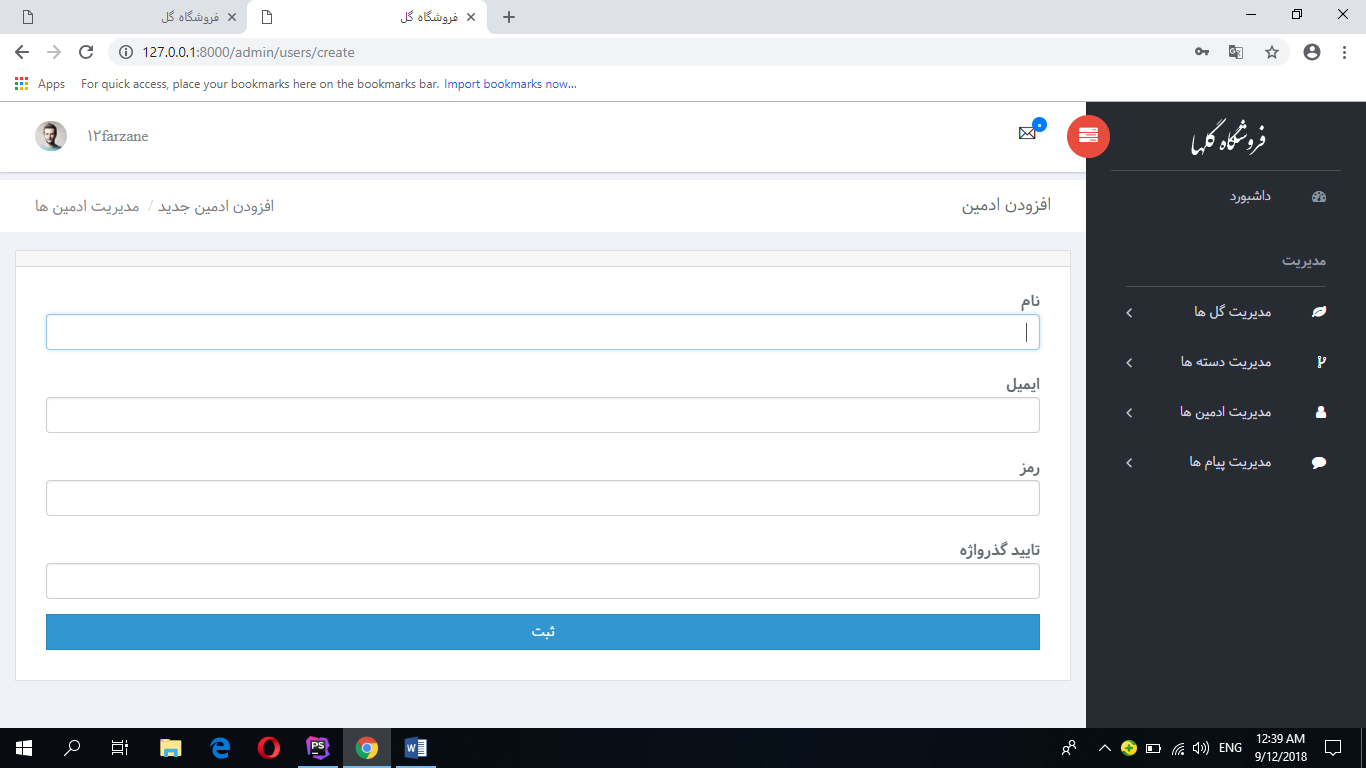 فروشگاه گل
فروشگاه گل
127.0.0.1:8000/admin/users/create
Apps
For quick access, place your bookmarks here on the bookmarks bar. Import bookmarks now...
فروشگاه گلها
۰
۱۲farzane
داشبورد
افزودن ادمین
مدیریت ادمین ها / افزودن ادمین جدید
مدیریت
مدیریت گل ها
مدیریت دسته ها
مدیریت ادمین ها
مدیریت پیام ها
نام
ایمیل
رمز
تایید گذرواژه
ثبت
PS
W
ENG
12:39 AM
9/12/2018